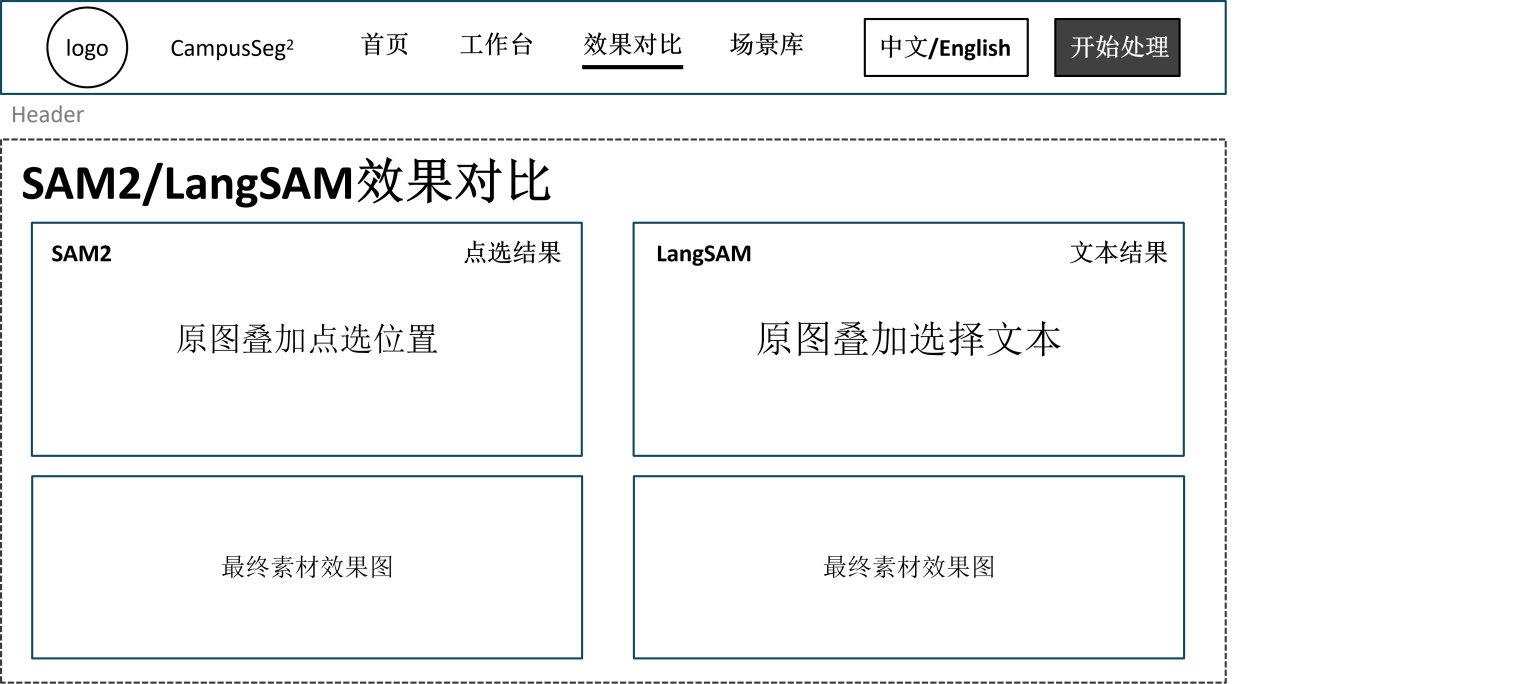 logo
CampusSeg²
首页
工作台
效果对比
场景库
中文/English
开始处理
Header
SAM2/LangSAM效果对比
SAM2
点选结果
LangSAM
文本结果
原图叠加点选位置
原图叠加选择文本
最终素材效果图
最终素材效果图